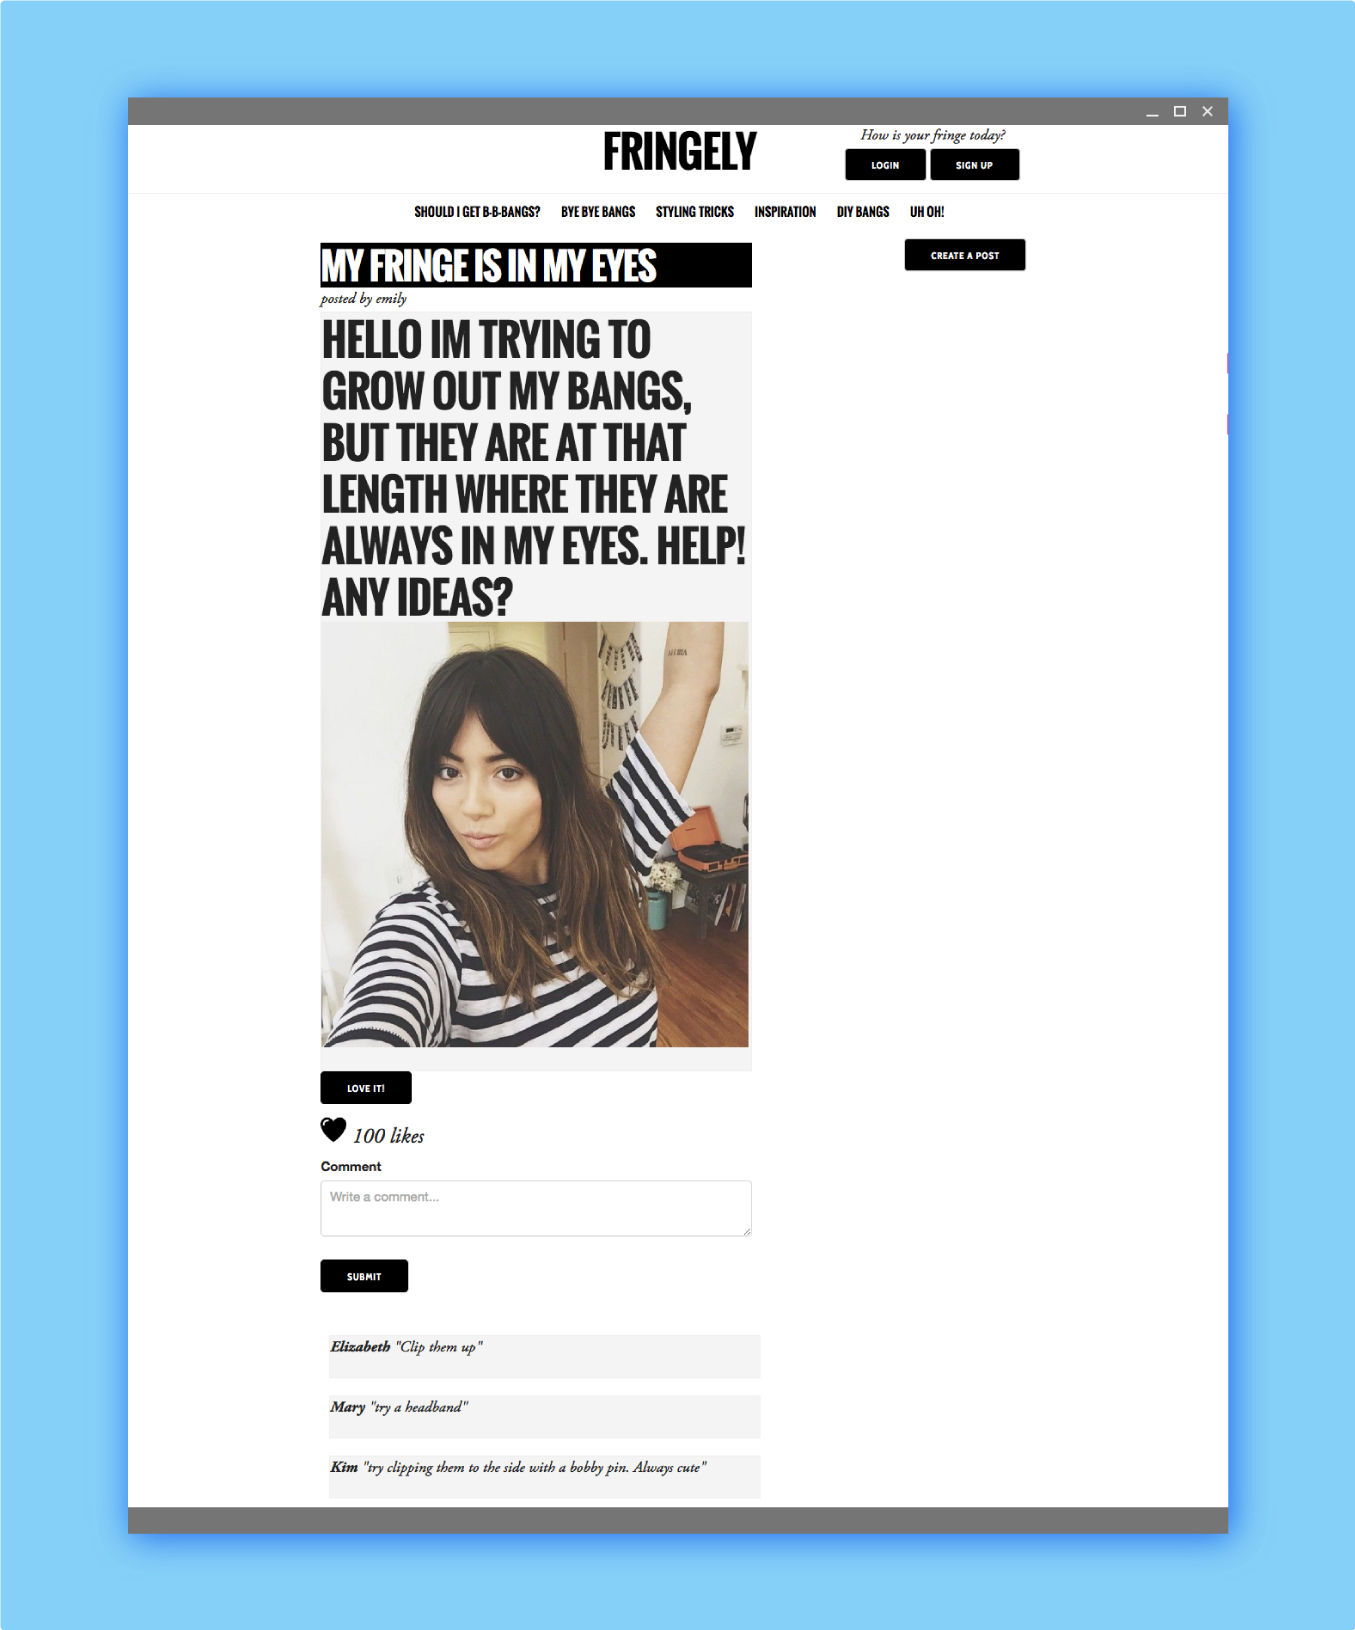 FRINGELY
How is your fringe today?
LOGIN
SIGN UP
SHOULD I GET B-B-BANGS?
BYE BYE BANGS
STYLING TRICKS
INSPIRATION
DIY BANGS
UH OH!
MY FRINGE IS IN MY EYES
CREATE A POST
posted by emily
HELLO IM TRYING TO
GROW OUT MY BANGS,
BUT THEY ARE AT THAT
LENGTH WHERE THEY ARE
ALWAYS IN MY EYES. HELP!
ANY IDEAS?
LOVE IT!
100 likes
Comment
Write a comment...
SUBMIT
Elizabeth "Clip them up"
Mary "try a headband"
Kim "try clipping them to the side with a bobby pin. Always cute"